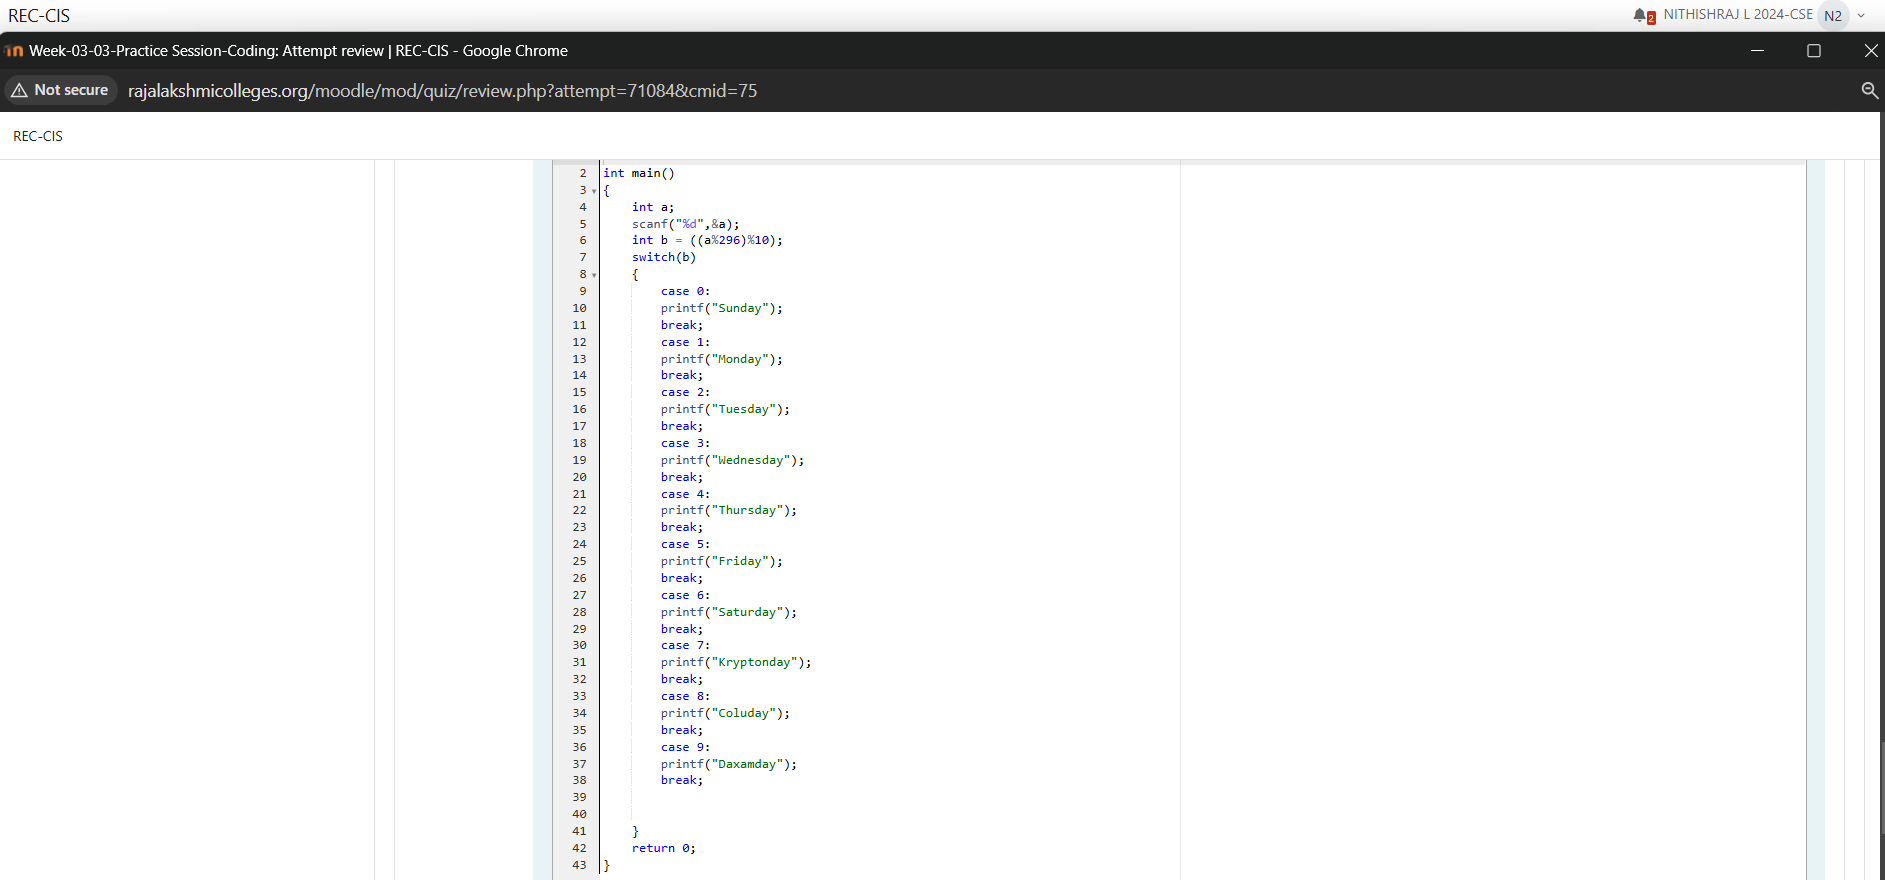 REC-CIS
2 NITHISHRAJ L 2024-CSE N2
Week-03-03-Practice Session-Coding: Attempt review | REC-CIS - Google Chrome
Not secure rajalakshmicolleges.org/moodle/mod/quiz/review.php?attempt=71084&cmid=75
REC-CIS
2 int main()
3 {
4 int a;
5 scanf("%d",&a);
6 int b = ((a%296)%10);
7 switch(b)
8 {
9 case 0:
10 printf("Sunday");
11 break;
12 case 1:
13 printf("Monday");
14 break;
15 case 2:
16 printf("Tuesday");
17 break;
18 case 3:
19 printf("Wednesday");
20 break;
21 case 4:
22 printf("Thursday");
23 break;
24 case 5:
25 printf("Friday");
26 break;
27 case 6:
28 printf("Saturday");
29 break;
30 case 7:
31 printf("Kryptonday");
32 break;
33 case 8:
34 printf("Coluday");
35 break;
36 case 9:
37 printf("Daxamday");
38 break;
39
40
41 }
42 return 0;
43 }